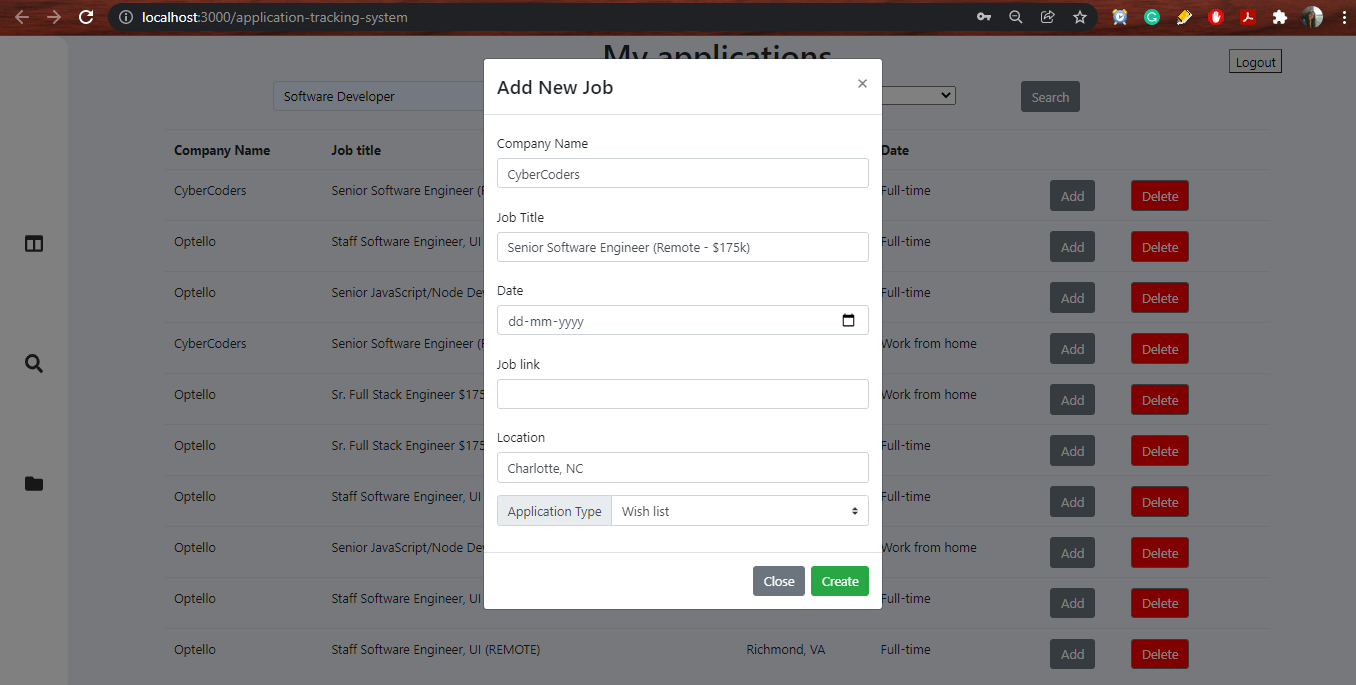 localhost:3000/application-tracking-system
My applications
Logout
Software Developer
Search
Company Name Job title Date
CyberCoders Senior Software Engineer ( Full-time Add Delete
Optello Staff Software Engineer, UI Full-time Add Delete
Optello Senior JavaScript/Node De Full-time Add Delete
CyberCoders Senior Software Engineer ( Work from home Add Delete
Optello Sr. Full Stack Engineer $175 Work from home Add Delete
Optello Sr. Full Stack Engineer $175 Full-time Add Delete
Optello Staff Software Engineer, UI Full-time Add Delete
Optello Senior JavaScript/Node De Work from home Add Delete
Optello Staff Software Engineer, UI Full-time Add Delete
Optello Staff Software Engineer, UI (REMOTE) Richmond, VA Full-time Add Delete
Add New Job ×
Company Name
CyberCoders
Job Title
Senior Software Engineer (Remote - $175k)
Date
dd-mm-yyyy
Job link
Location
Charlotte, NC
Application Type Wish list
Close Create